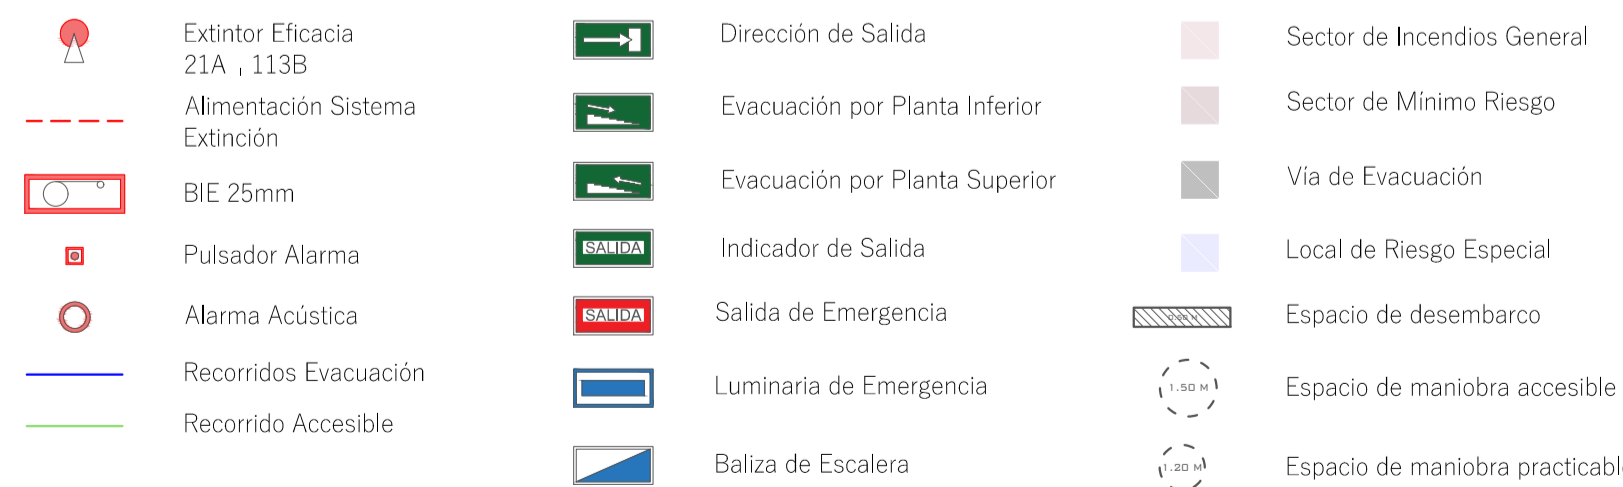 Extintor Eficacia
21A , 113B
Alimentación Sistema
Extinción
BIE 25mm
Pulsador Alarma
Alarma Acústica
Recorridos Evacuación
Recorrido Accesible
Dirección de Salida
Evacuación por Planta Inferior
Evacuación por Planta Superior
SALIDA
Indicador de Salida
SALIDA
Salida de Emergencia
Luminaria de Emergencia
Baliza de Escalera
Sector de Incendios General
Sector de Mínimo Riesgo
Vía de Evacuación
Local de Riesgo Especial
0.50 M
Espacio de desembarco
1.50 M
Espacio de maniobra accesible
1.20 M
Espacio de maniobra practicable